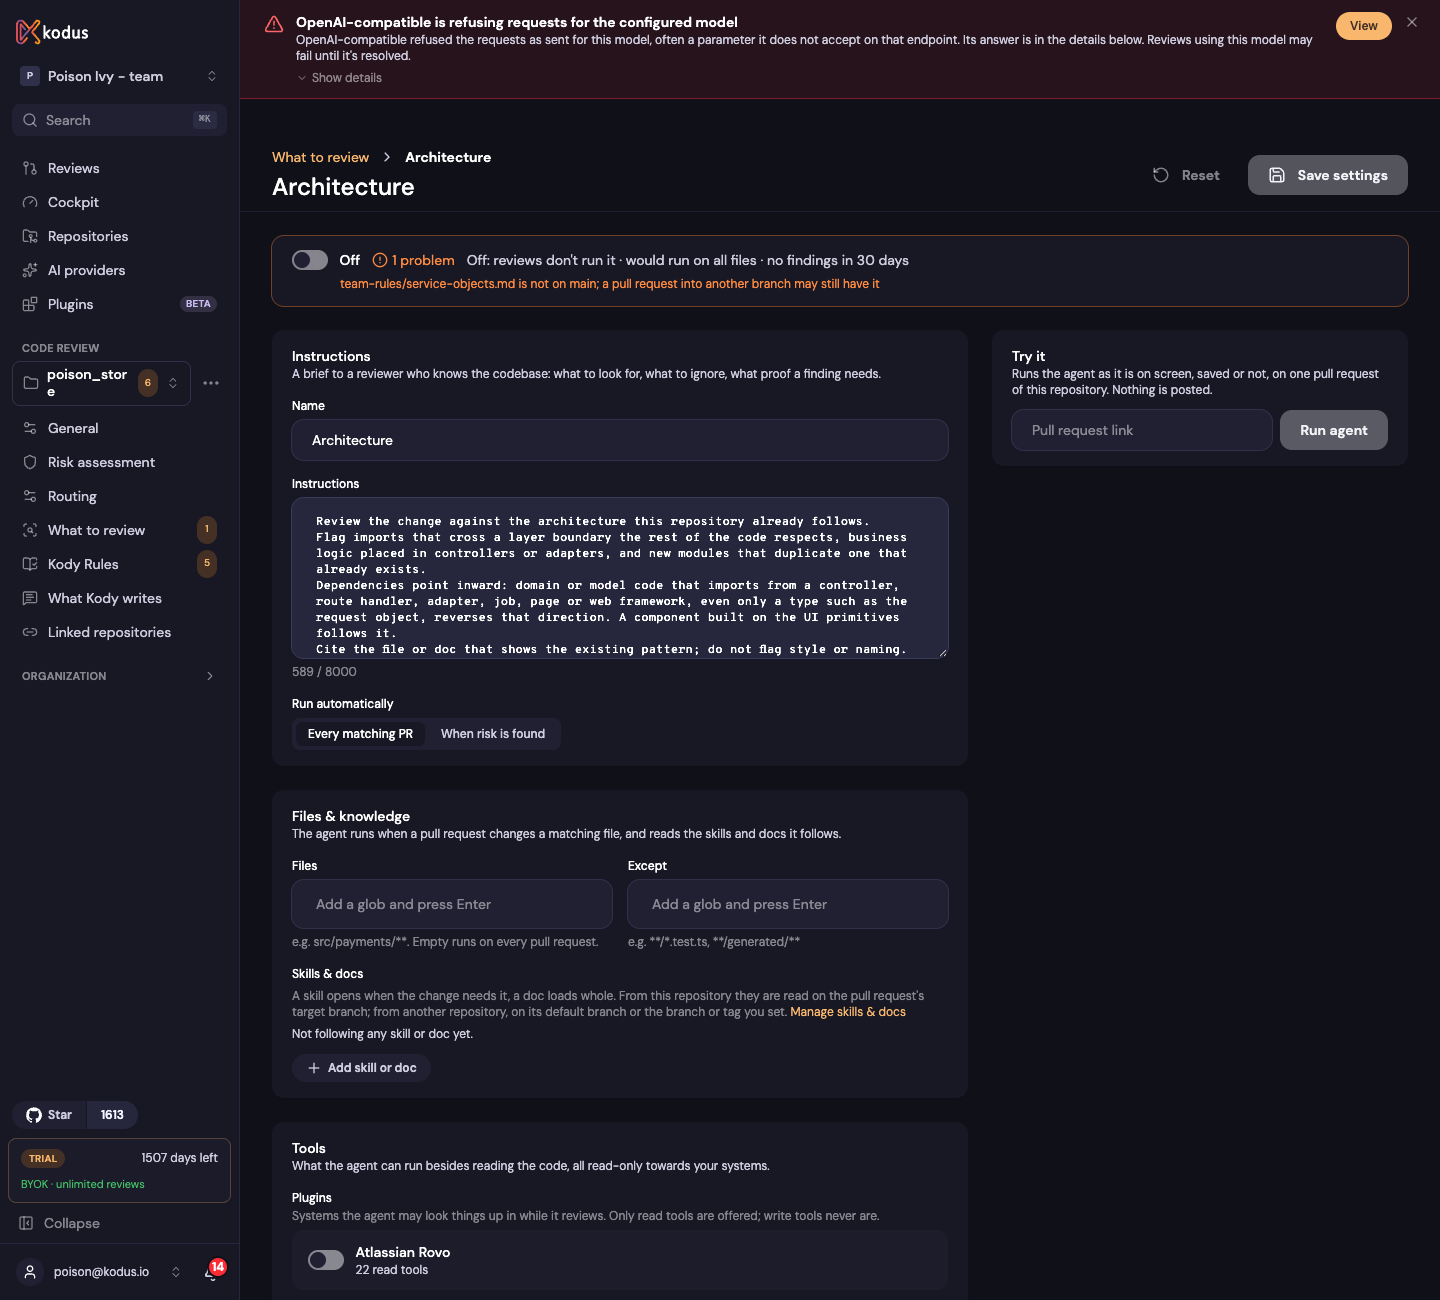 kodus
P
Poison Ivy - team
Search
⌘K
Reviews
Cockpit
Repositories
AI providers
Plugins
BETA
CODE REVIEW
poison_stor
e
6
General
Risk assessment
Routing
What to review
1
Kody Rules
5
What Kody writes
Linked repositories
ORGANIZATION
Star
1613
TRIAL
1507 days left
BYOK · unlimited reviews
Collapse
poison@kodus.io
14
OpenAI-compatible is refusing requests for the configured model
OpenAI-compatible refused the requests as sent for this model, often a parameter it does not accept on that endpoint. Its answer is in the details below. Reviews using this model may
fail until it's resolved.
Show details
View
What to review
Architecture
Architecture
Reset
Save settings
Off
1 problem
Off: reviews don't run it · would run on all files · no findings in 30 days
team-rules/service-objects.md is not on main; a pull request into another branch may still have it
Instructions
A brief to a reviewer who knows the codebase: what to look for, what to ignore, what proof a finding needs.
Name
Architecture
Instructions
Review the change against the architecture this repository already follows.
Flag imports that cross a layer boundary the rest of the code respects, business
logic placed in controllers or adapters, and new modules that duplicate one that
already exists.
Dependencies point inward: domain or model code that imports from a controller,
route handler, adapter, job, page or web framework, even only a type such as the
request object, reverses that direction. A component built on the UI primitives
follows it.
Cite the file or doc that shows the existing pattern; do not flag style or naming.
589 / 8000
Run automatically
Every matching PR
When risk is found
Try it
Runs the agent as it is on screen, saved or not, on one pull request
of this repository. Nothing is posted.
Pull request link
Run agent
Files & knowledge
The agent runs when a pull request changes a matching file, and reads the skills and docs it follows.
Files
Except
Add a glob and press Enter
Add a glob and press Enter
e.g. src/payments/**. Empty runs on every pull request.
e.g. **/*.test.ts, **/generated/**
Skills & docs
A skill opens when the change needs it, a doc loads whole. From this repository they are read on the pull request's
target branch; from another repository, on its default branch or the branch or tag you set. Manage skills & docs
Not following any skill or doc yet.
Add skill or doc
Tools
What the agent can run besides reading the code, all read-only towards your systems.
Plugins
Systems the agent may look things up in while it reviews. Only read tools are offered; write tools never are.
Atlassian Rovo
22 read tools